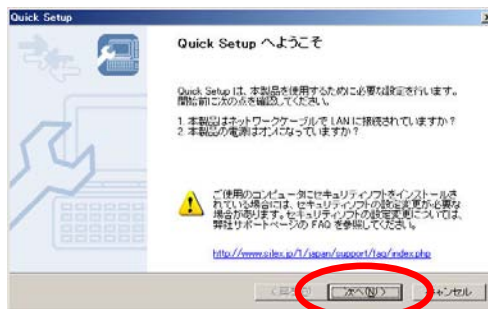 Quick Setup
Quick Setup へようこそ
Quick Setup は、本製品を使用するために必要な設定を行います。
開始前に次の点を確認してください。
1. 本製品はネットワークケーブルで LAN に接続されていますか？
2. 本製品の電源はオンになっていますか？
ご使用のコンピュータにセキュリティソフトをインストールさ
れている場合には、セキュリティソフトの設定変更が必要な
場合があります。セキュリティソフトの設定変更については、
弊社サポートページの FAQ を参照してください。
http://www.silex.jp/1/japan/support/faq/index.php
次へ(N) > キャンセル